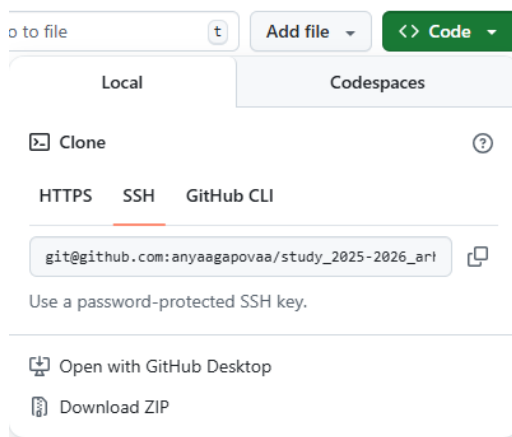 to file t Add file <> Code
Local Codespaces
Clone
HTTPS SSH GitHub CLI
git@github.com:anyaagapovaa/study_2025-2026_arh
Use a password-protected SSH key.
Open with GitHub Desktop
Download ZIP